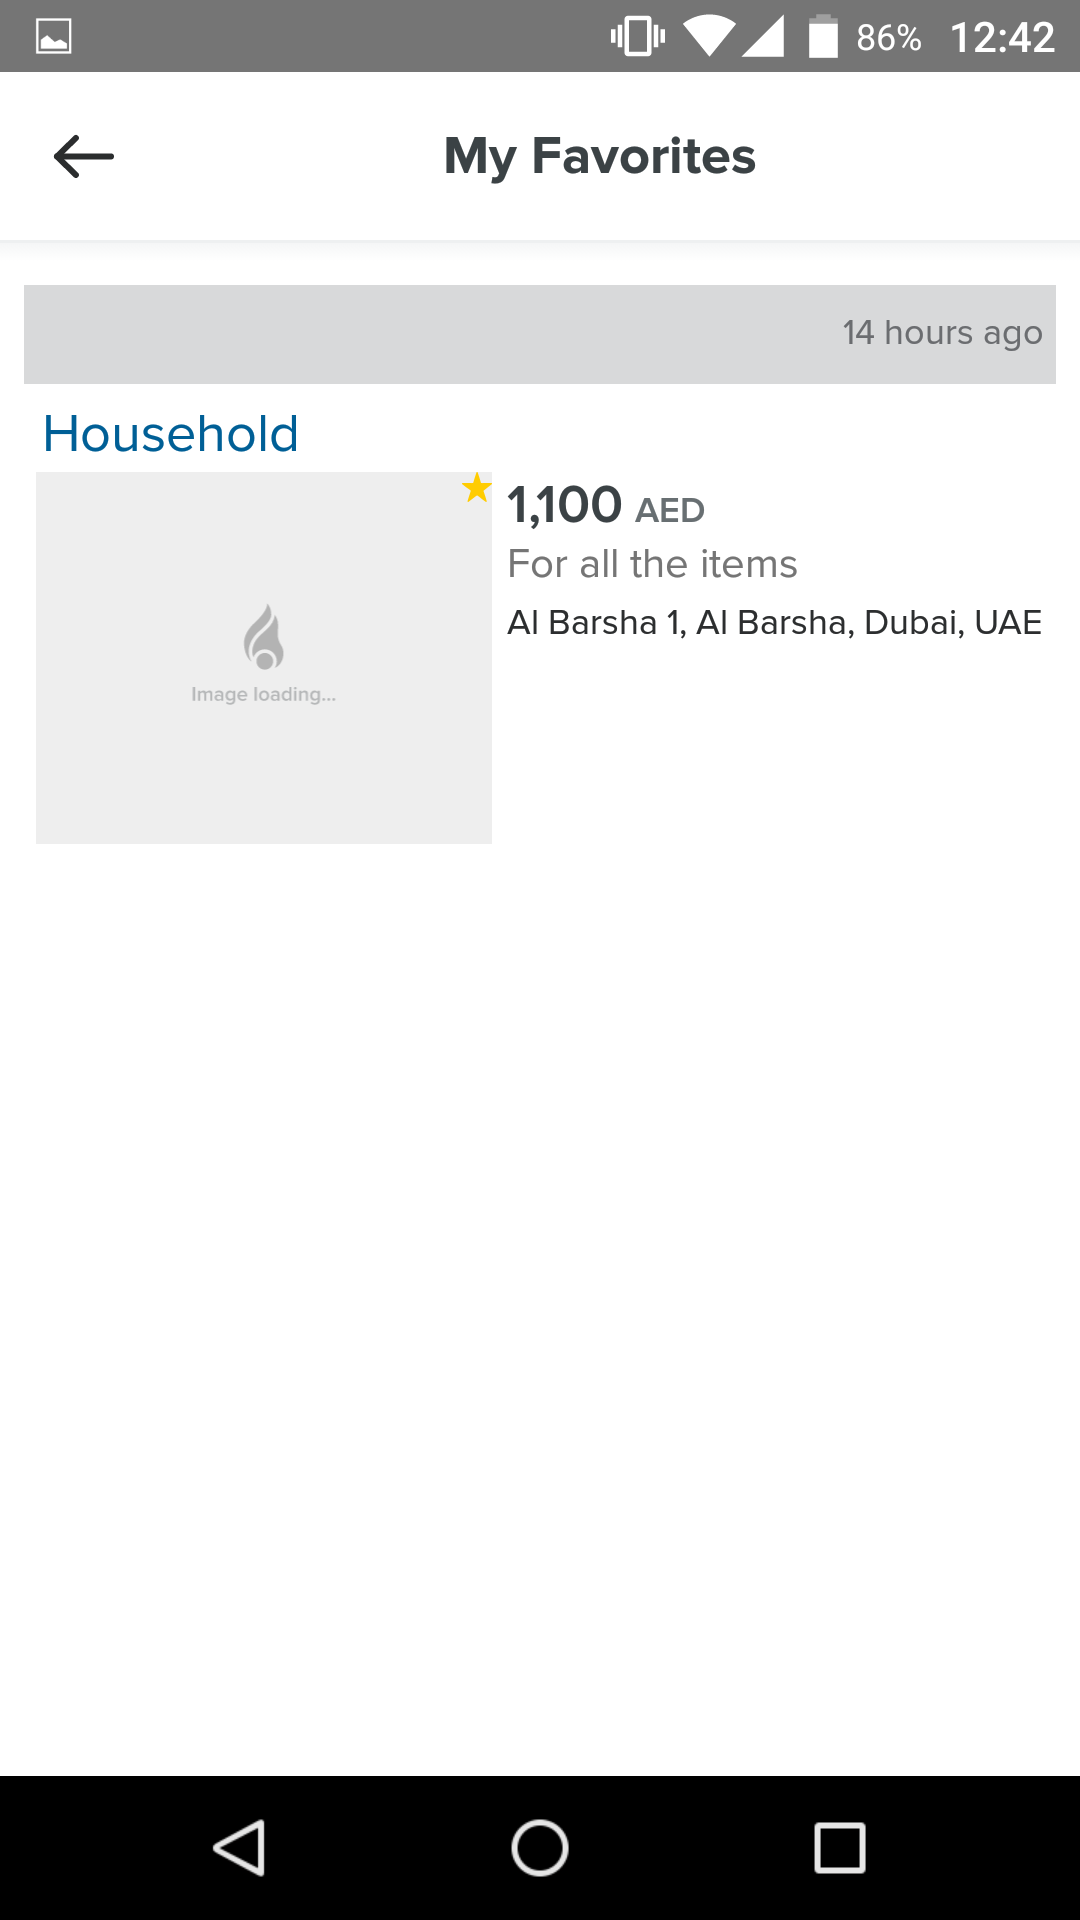 86% 12:42
My Favorites
14 hours ago
Household
1,100 AED
For all the items
Al Barsha 1, Al Barsha, Dubai, UAE
Image loading...